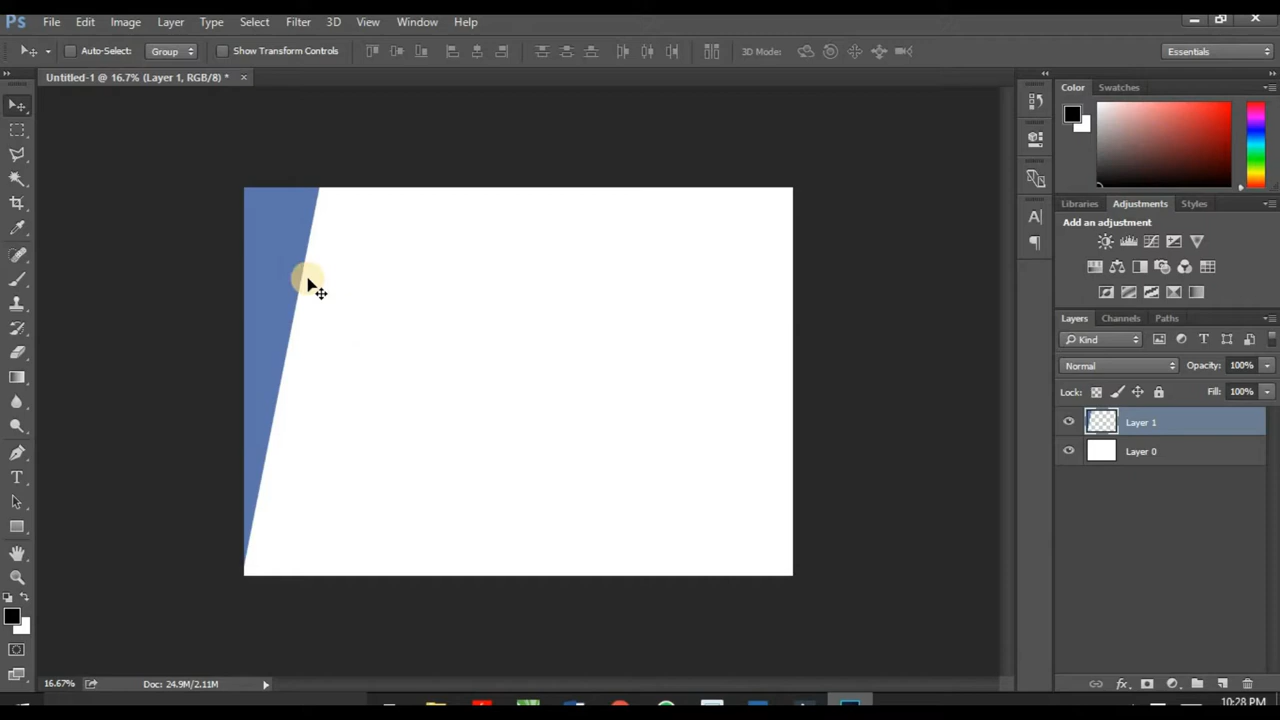 Ps File Edit Image Layer Type Select Filter 3D View Window Help
Auto-Select: Group Show Transform Controls 3D Mode: Essentials
Untitled-1 @ 16.7% (Layer 1, RGB/8) *
Color Swatches
Libraries Adjustments Styles
Add an adjustment
Layers Channels Paths
Kind
Normal Opacity: 100%
Lock: Fill: 100%
Layer 1
Layer 0
16.67% Doc: 24.9M/2.11M
10:28 PM